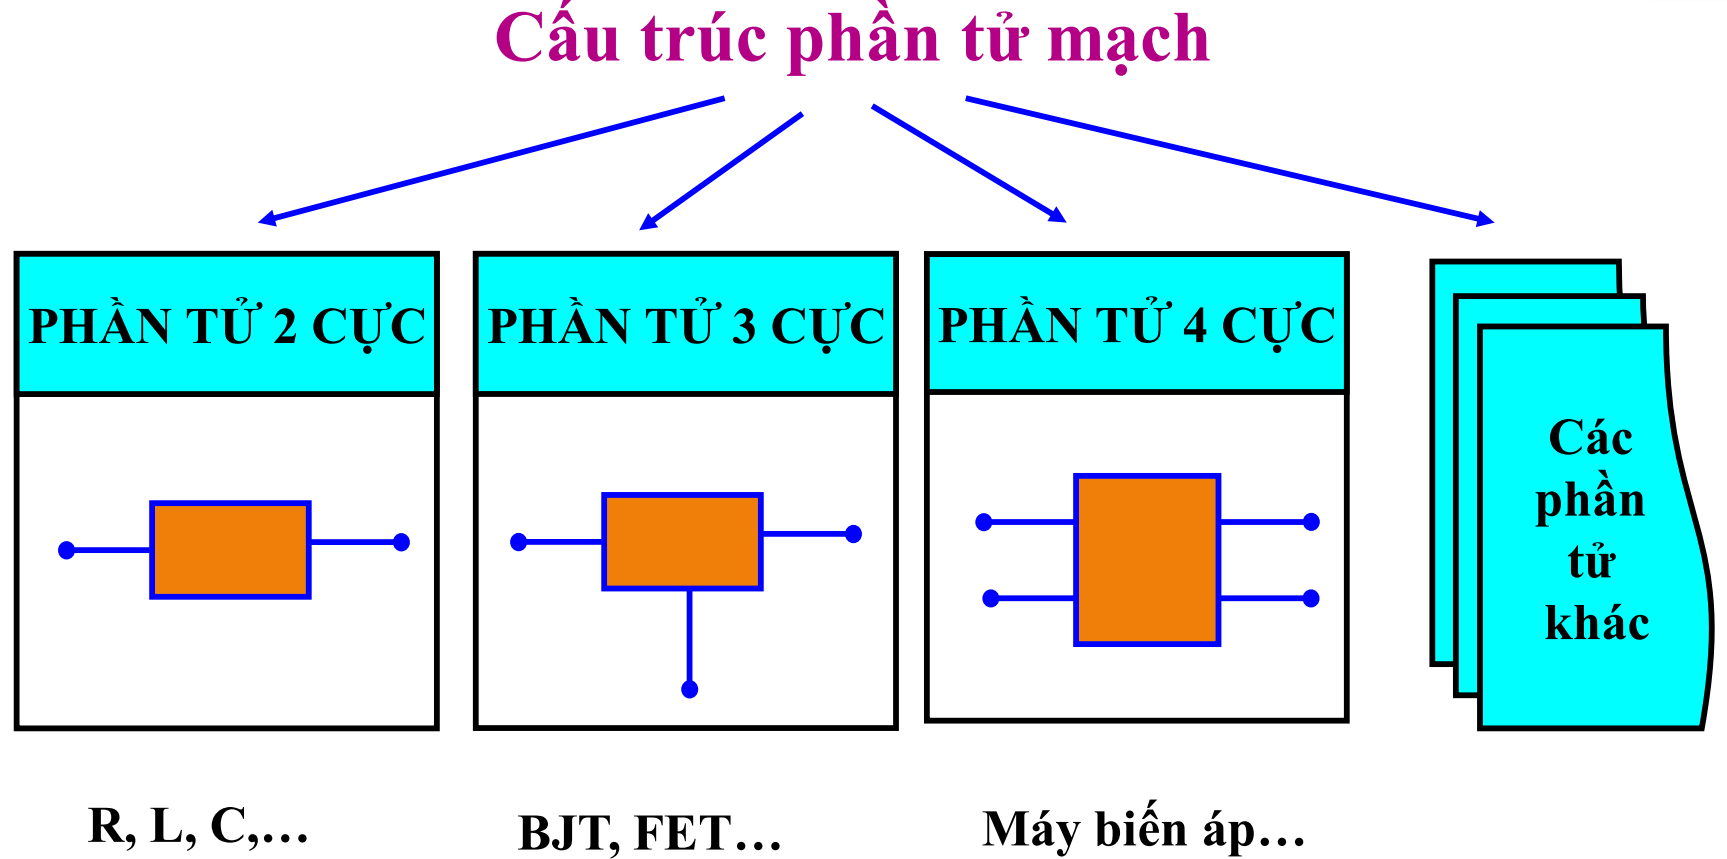 Cấu trúc phần tử mạch
PHẦN TỬ 2 CỰC
PHẦN TỬ 3 CỰC
PHẦN TỬ 4 CỰC
Các
phần
tử
khác
R, L, C,…
BJT, FET…
Máy biến áp…